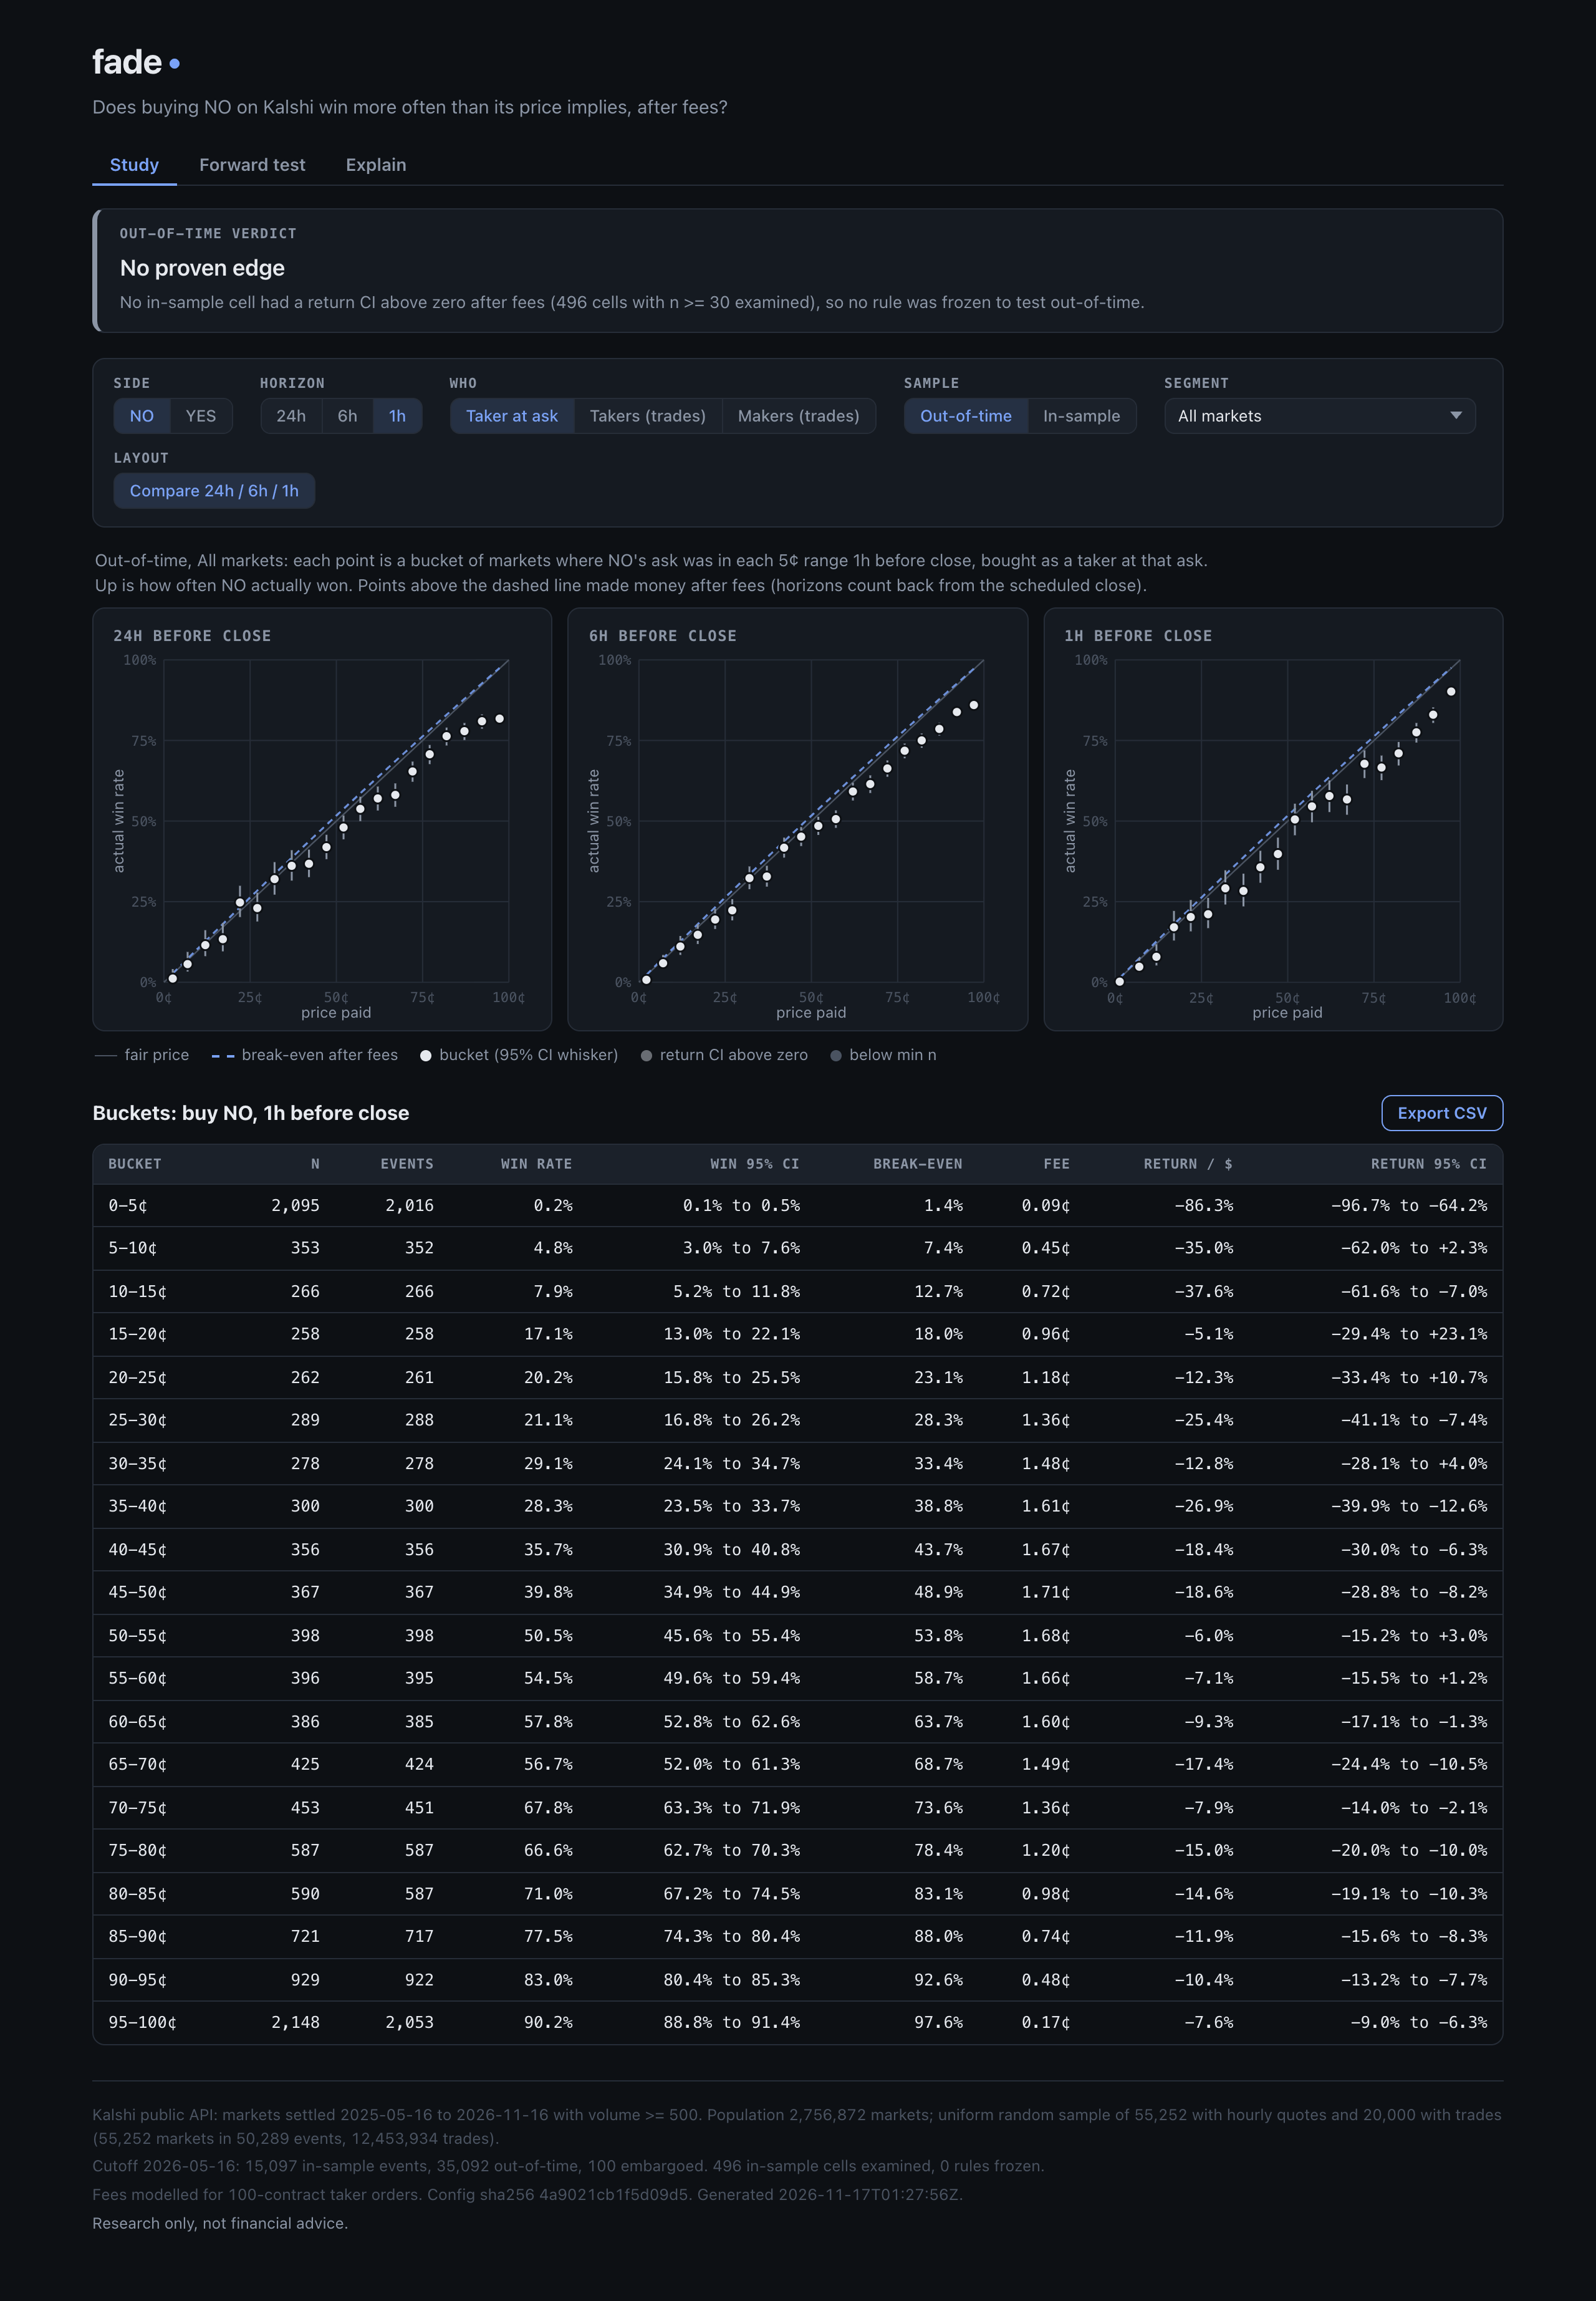 fade
Does buying NO on Kalshi win more often than its price implies, after fees?
Study Forward test Explain
OUT-OF-TIME VERDICT
No proven edge
No in-sample cell had a return CI above zero after fees (496 cells with n >= 30 examined), so no rule was frozen to test out-of-time.
SIDE HORIZON WHO SAMPLE SEGMENT
NO YES 24h 6h 1h Taker at ask Takers (trades) Makers (trades) Out-of-time In-sample All markets
LAYOUT
Compare 24h / 6h / 1h
Out-of-time, All markets: each point is a bucket of markets where NO's ask was in each 5¢ range 1h before close, bought as a taker at that ask.
Up is how often NO actually won. Points above the dashed line made money after fees (horizons count back from the scheduled close).
24H BEFORE CLOSE
100%
75%
50%
25%
0%
actual win rate
0¢ 25¢ 50¢ 75¢ 100¢
price paid
6H BEFORE CLOSE
100%
75%
50%
25%
0%
actual win rate
0¢ 25¢ 50¢ 75¢ 100¢
price paid
1H BEFORE CLOSE
100%
75%
50%
25%
0%
actual win rate
0¢ 25¢ 50¢ 75¢ 100¢
price paid
fair price break-even after fees bucket (95% CI whisker) return CI above zero below min n
Buckets: buy NO, 1h before close
Export CSV
BUCKET N EVENTS WIN RATE WIN 95% CI BREAK-EVEN FEE RETURN / $ RETURN 95% CI
0–5¢ 2,095 2,016 0.2% 0.1% to 0.5% 1.4% 0.09¢ −86.3% −96.7% to −64.2%
5–10¢ 353 352 4.8% 3.0% to 7.6% 7.4% 0.45¢ −35.0% −62.0% to +2.3%
10–15¢ 266 266 7.9% 5.2% to 11.8% 12.7% 0.72¢ −37.6% −61.6% to −7.0%
15–20¢ 258 258 17.1% 13.0% to 22.1% 18.0% 0.96¢ −5.1% −29.4% to +23.1%
20–25¢ 262 261 20.2% 15.8% to 25.5% 23.1% 1.18¢ −12.3% −33.4% to +10.7%
25–30¢ 289 288 21.1% 16.8% to 26.2% 28.3% 1.36¢ −25.4% −41.1% to −7.4%
30–35¢ 278 278 29.1% 24.1% to 34.7% 33.4% 1.48¢ −12.8% −28.1% to +4.0%
35–40¢ 300 300 28.3% 23.5% to 33.7% 38.8% 1.61¢ −26.9% −39.9% to −12.6%
40–45¢ 356 356 35.7% 30.9% to 40.8% 43.7% 1.67¢ −18.4% −30.0% to −6.3%
45–50¢ 367 367 39.8% 34.9% to 44.9% 48.9% 1.71¢ −18.6% −28.8% to −8.2%
50–55¢ 398 398 50.5% 45.6% to 55.4% 53.8% 1.68¢ −6.0% −15.2% to +3.0%
55–60¢ 396 395 54.5% 49.6% to 59.4% 58.7% 1.66¢ −7.1% −15.5% to +1.2%
60–65¢ 386 385 57.8% 52.8% to 62.6% 63.7% 1.60¢ −9.3% −17.1% to −1.3%
65–70¢ 425 424 56.7% 52.0% to 61.3% 68.7% 1.49¢ −17.4% −24.4% to −10.5%
70–75¢ 453 451 67.8% 63.3% to 71.9% 73.6% 1.36¢ −7.9% −14.0% to −2.1%
75–80¢ 587 587 66.6% 62.7% to 70.3% 78.4% 1.20¢ −15.0% −20.0% to −10.0%
80–85¢ 590 587 71.0% 67.2% to 74.5% 83.1% 0.98¢ −14.6% −19.1% to −10.3%
85–90¢ 721 717 77.5% 74.3% to 80.4% 88.0% 0.74¢ −11.9% −15.6% to −8.3%
90–95¢ 929 922 83.0% 80.4% to 85.3% 92.6% 0.48¢ −10.4% −13.2% to −7.7%
95–100¢ 2,148 2,053 90.2% 88.8% to 91.4% 97.6% 0.17¢ −7.6% −9.0% to −6.3%
Kalshi public API: markets settled 2025-05-16 to 2026-11-16 with volume >= 500. Population 2,756,872 markets; uniform random sample of 55,252 with hourly quotes and 20,000 with trades
(55,252 markets in 50,289 events, 12,453,934 trades).
Cutoff 2026-05-16: 15,097 in-sample events, 35,092 out-of-time, 100 embargoed. 496 in-sample cells examined, 0 rules frozen.
Fees modelled for 100-contract taker orders. Config sha256 4a9021cb1f5d09d5. Generated 2026-11-17T01:27:56Z.
Research only, not financial advice.